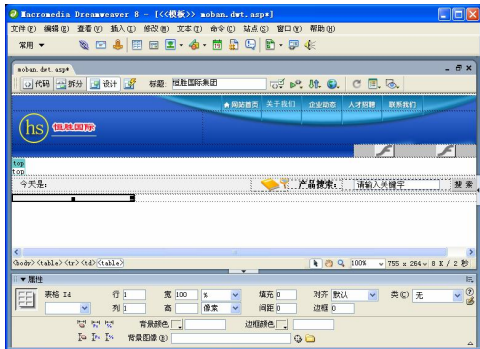 Macromedia Dreamweaver 8 - [<<模板>> moban.dwt.asp*]
文件(F) 编辑(E) 查看(V) 插入(I) 修改(M) 文本(T) 命令(C) 站点(S) 窗口(W) 帮助(H)
常用
moban.dwt.asp*
代码 拆分 设计 标题: 恒胜国际集团
网站首页 关于我们 企业动态 人才招聘 联系我们
hs 恒胜国际
top
top
今天是: 产品搜索: 请输入关键字 搜索
<body> <table> <tr> <td> <table> 100% 755 x 264 8 K / 2 秒
属性
表格 Id 行 1 宽 100 % 填充 0 对齐 默认 类(C) 无
列 1 高 像素 间距 0 边框 0
背景颜色 边框颜色
背景图像(B)